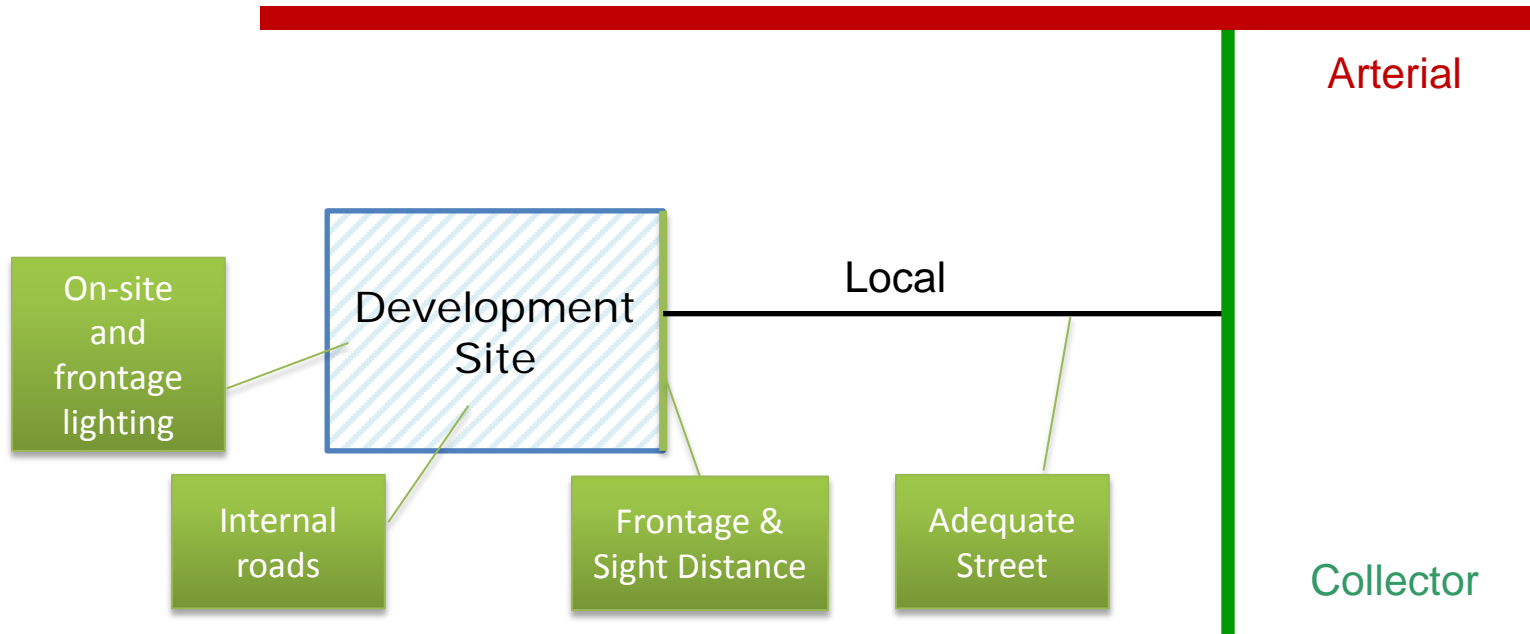 Arterial
Local
Development
Site
On-site
and
frontage
lighting
Internal
roads
Frontage &
Sight Distance
Adequate
Street
Collector